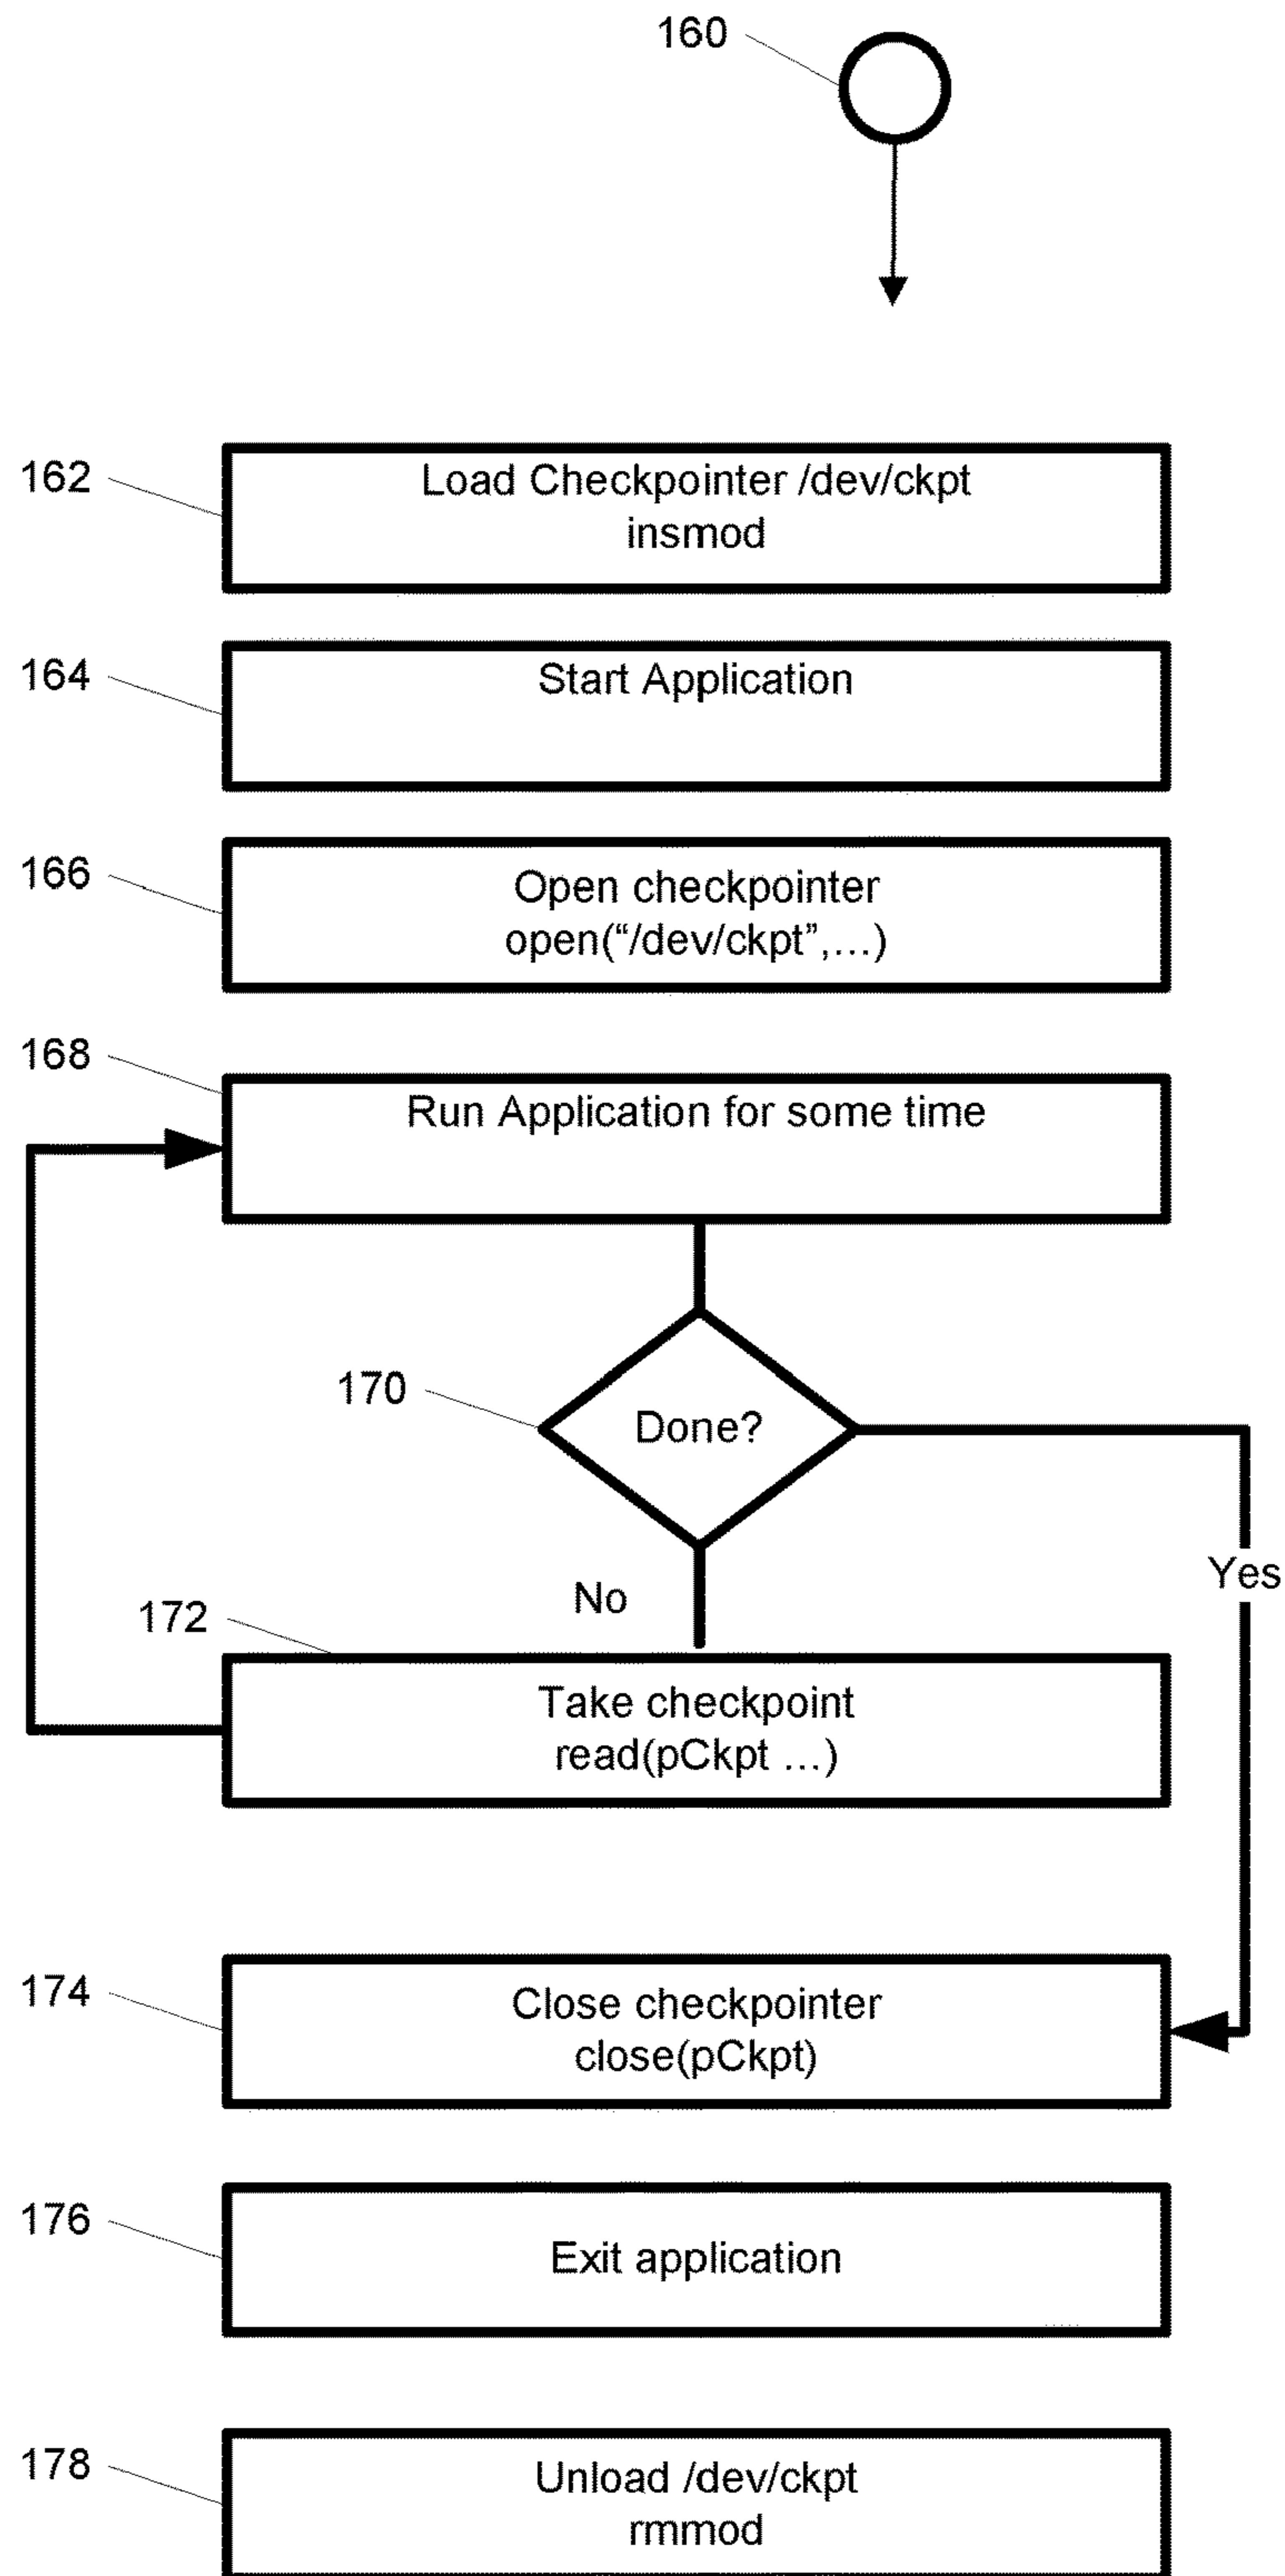 160
162
Load Checkpointer /dev/ckpt
insmod
164
Start Application
166
Open checkpointer
open(“/dev/ckpt”,…)
168
Run Application for some time
170
Done?
Yes
No
172
Take checkpoint
read(pCkpt …)
174
Close checkpointer
close(pCkpt)
176
Exit application
178
Unload /dev/ckpt
rmmod